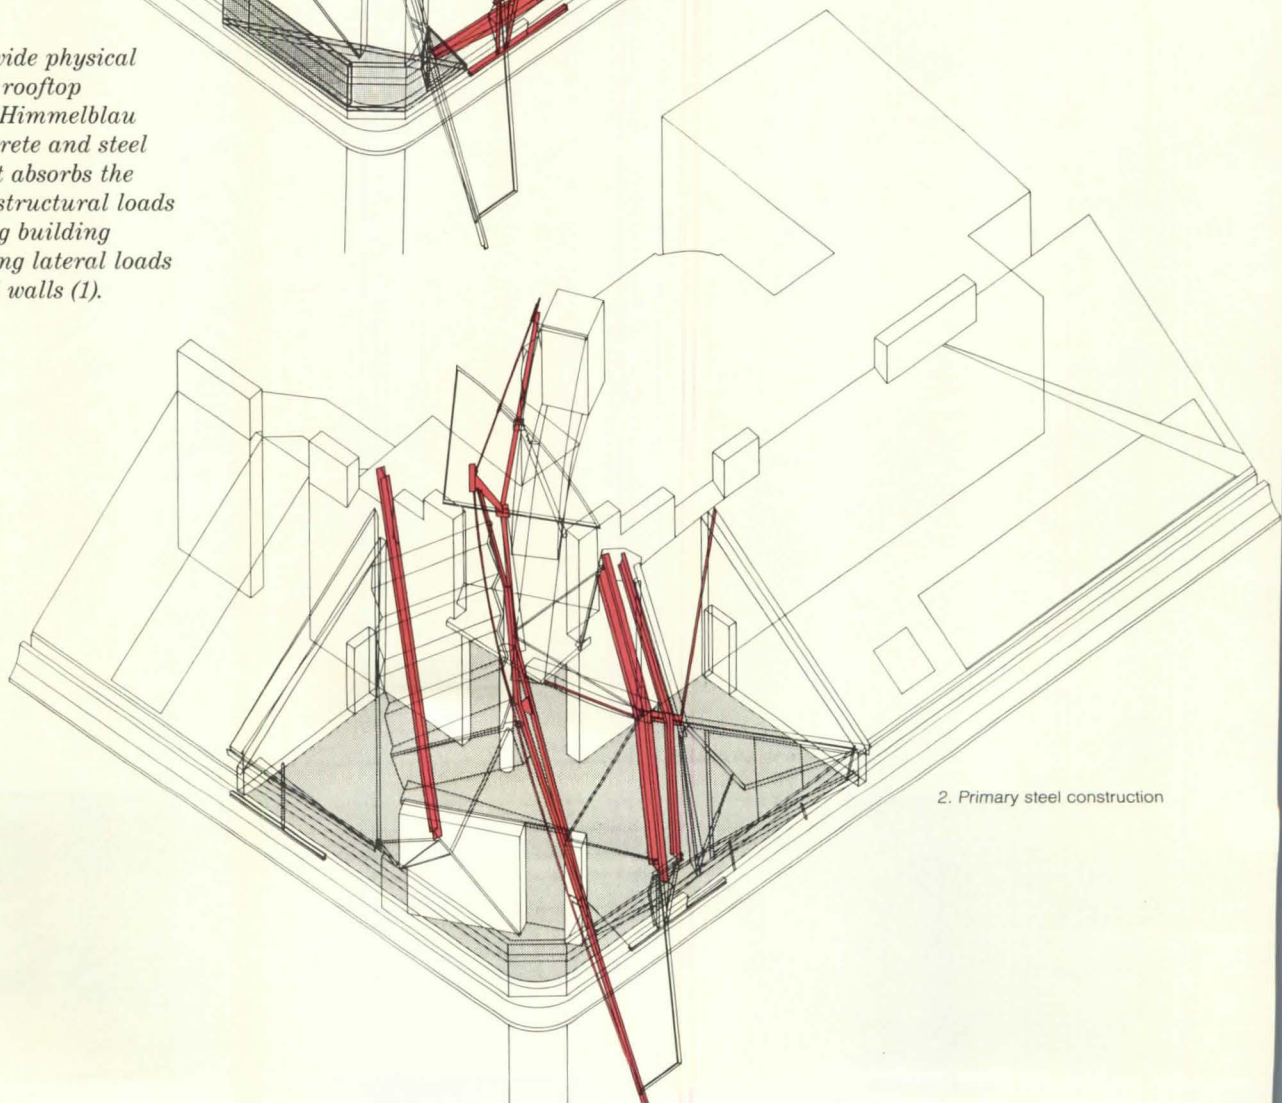 vide physical
rooftop
Himmelblau
rete and steel
t absorbs the
structural loads
g building
ng lateral loads
walls (1).
2. Primary steel construction